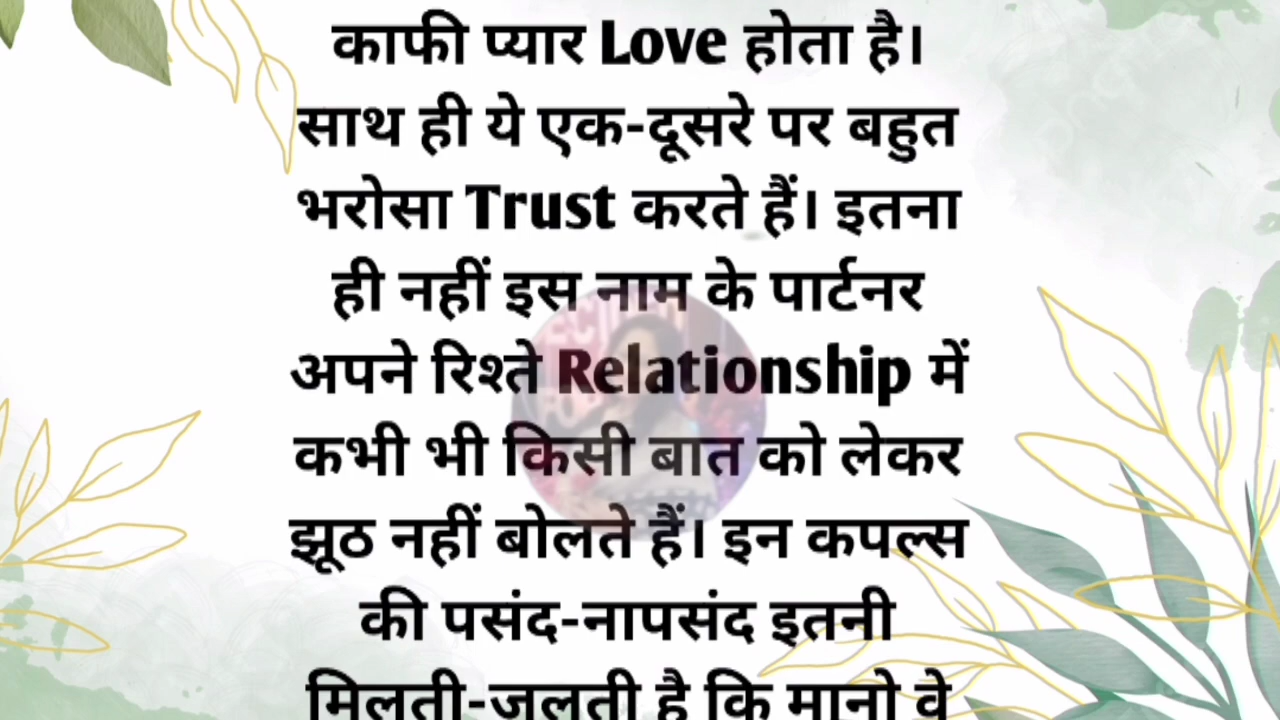 काफी प्यार Love होता है।
साथ ही ये एक-दूसरे पर बहुत
भरोसा Trust करते हैं। इतना
ही नहीं इस नाम के पार्टनर
अपने रिश्ते Relationship में
कभी भी किसी बात को लेकर
झूठ नहीं बोलते हैं। इन कपल्स
की पसंद-नापसंद इतनी
मिलती-जुलती है कि मानो वे